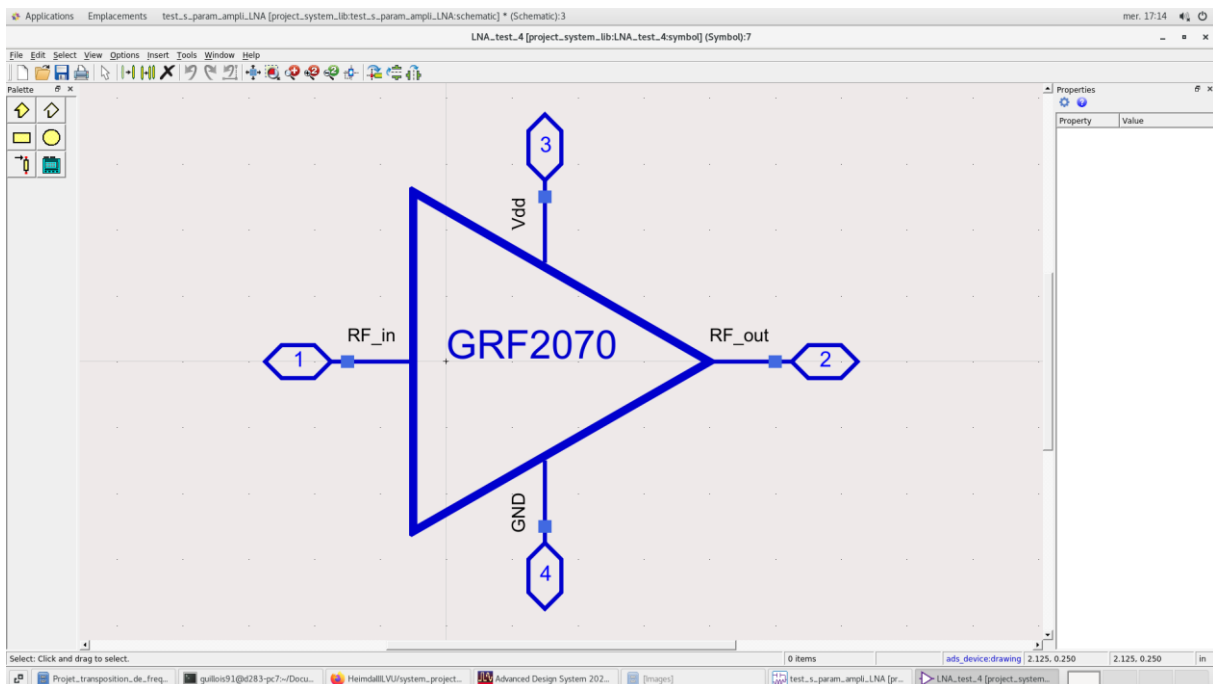 Applications Emplacements test_s_param_ampli_LNA [project_system_lib:test_s_param_ampli_LNA:schematic] * (Schematic):3 mer. 17:14
LNA_test_4 [project_system_lib:LNA_test_4:symbol] (Symbol):7
File Edit Select View Options Insert Tools Window Help
Palette
Properties
Property Value
3
Vdd
RF_in
RF_out
GRF2070
1
2
GND
4
Select: Click and drag to select. 0 items ads_device:drawing 2.125, 0.250 2.125, 0.250 in
Projet_transposition_de_freq... guillois91@d283-pc7:~/Docu... HeimdallLVU/system_project... Advanced Design System 202... [Images] test_s_param_ampli_LNA [pr... LNA_test_4 [project_system...